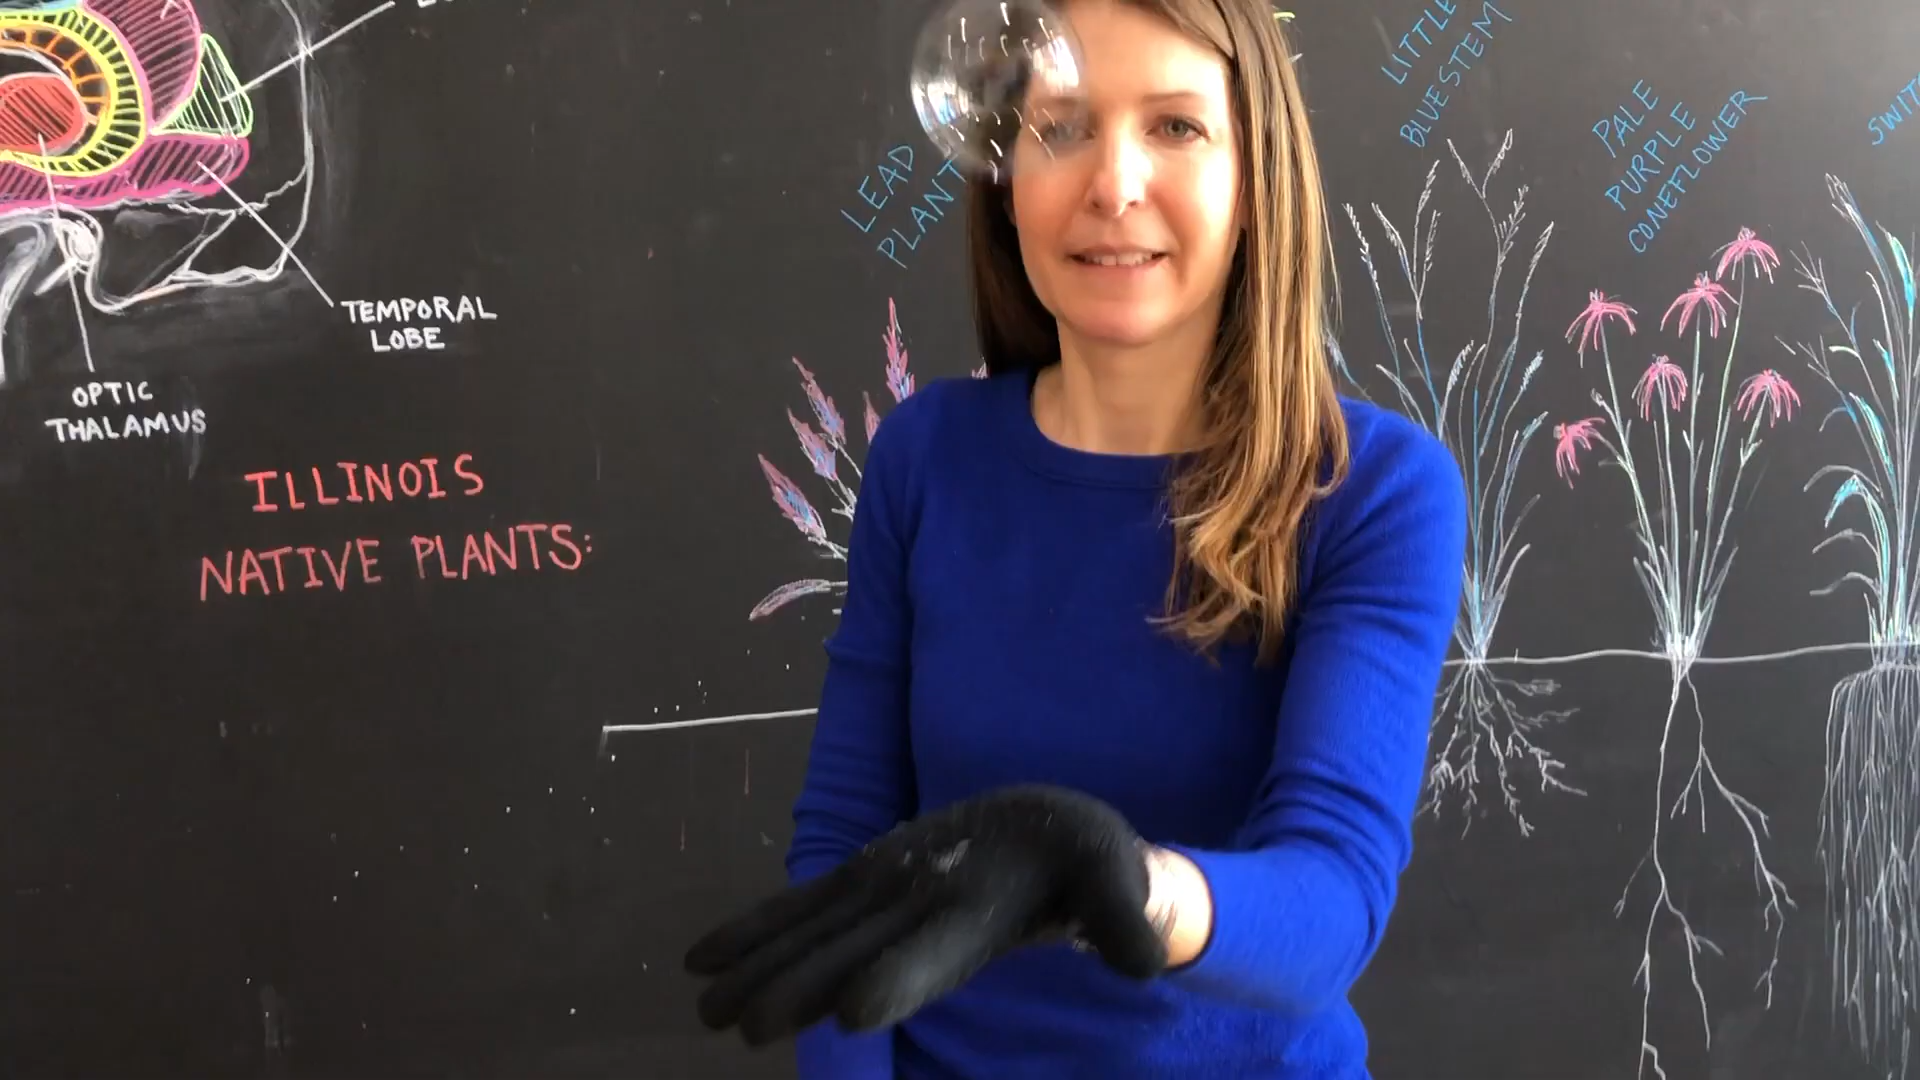 TEMPORAL
LOBE
OPTIC
THALAMUS
ILLINOIS
NATIVE PLANTS:
LEAD
PLANT
LITTLE
BLUESTEM
PALE
PURPLE
CONEFLOWER